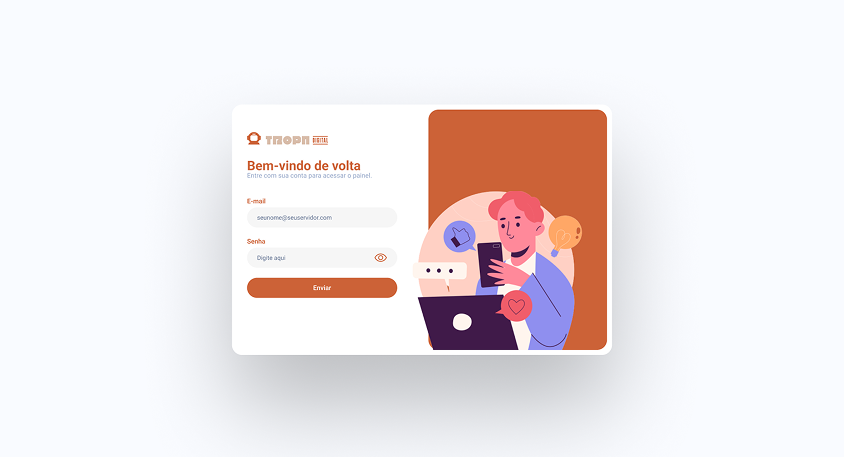 TROPA DIGITAL
Bem-vindo de volta
Entre com sua conta para acessar o painel.
E-mail
seunome@seuservidor.com
Senha
Digite aqui
Enviar